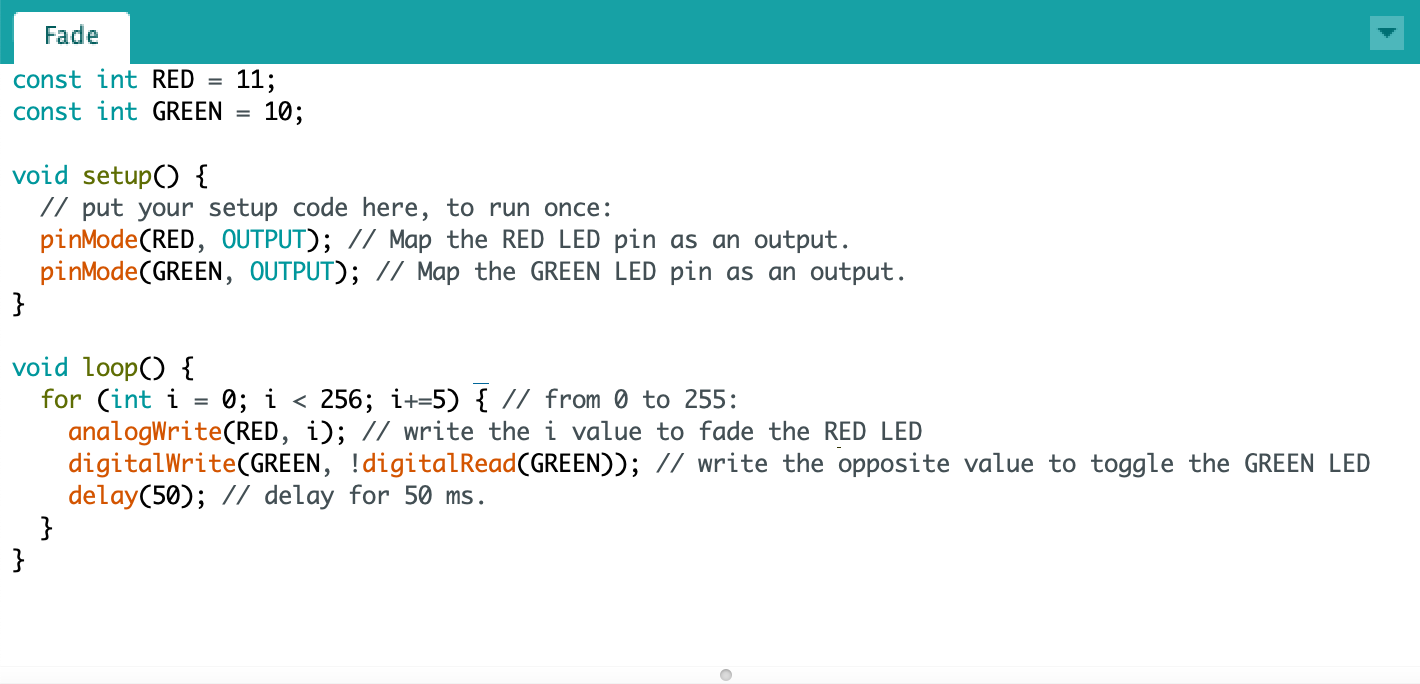 Fade
const int RED = 11;
const int GREEN = 10;
void setup() {
  // put your setup code here, to run once:
  pinMode(RED, OUTPUT); // Map the RED LED pin as an output.
  pinMode(GREEN, OUTPUT); // Map the GREEN LED pin as an output.
}
void loop() {
  for (int i = 0; i < 256; i+=5) { // from 0 to 255:
    analogWrite(RED, i); // write the i value to fade the RED LED
    digitalWrite(GREEN, !digitalRead(GREEN)); // write the opposite value to toggle the GREEN LED
    delay(50); // delay for 50 ms.
  }
}